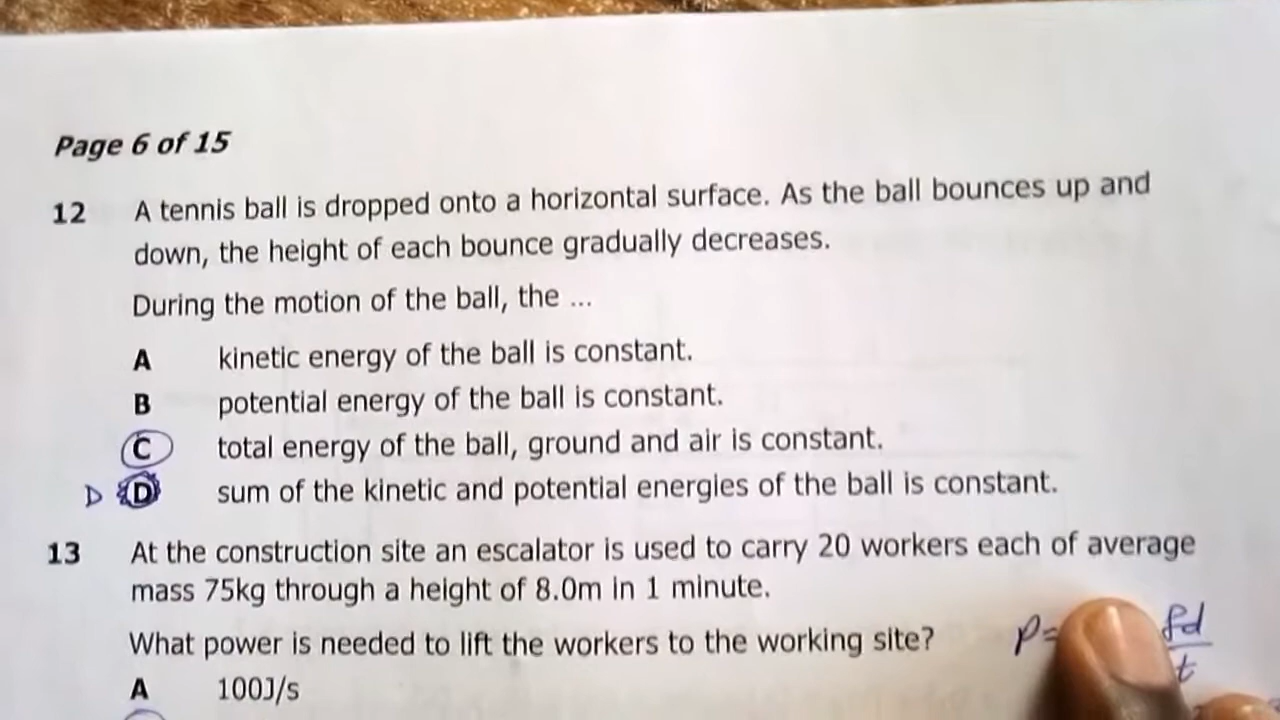 Page 6 of 15
12 A tennis ball is dropped onto a horizontal surface. As the ball bounces up and
down, the height of each bounce gradually decreases.
During the motion of the ball, the ...
A kinetic energy of the ball is constant.
B potential energy of the ball is constant.
C total energy of the ball, ground and air is constant.
D D sum of the kinetic and potential energies of the ball is constant.
13 At the construction site an escalator is used to carry 20 workers each of average
mass 75kg through a height of 8.0m in 1 minute.
What power is needed to lift the workers to the working site? P= fd
t
A 100J/s